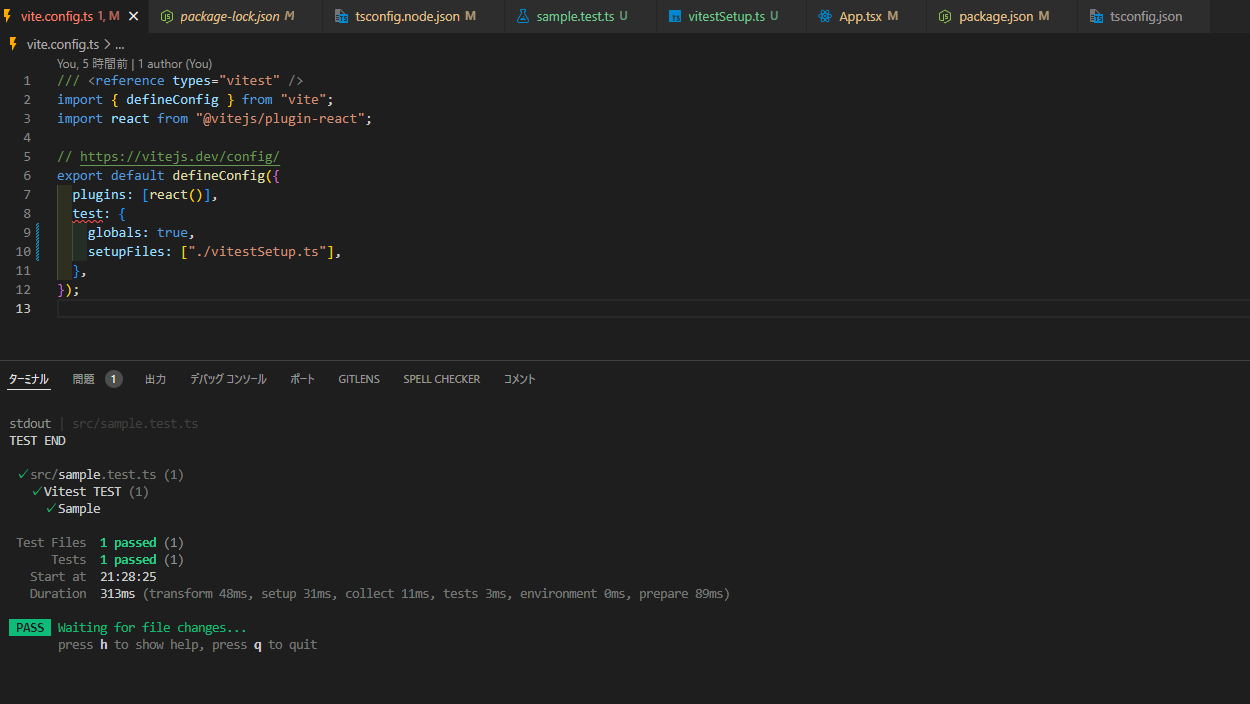 vite.config.ts 1, M
package-lock.json M
tsconfig.node.json M
sample.test.ts U
vitestSetup.ts U
App.tsx M
package.json M
tsconfig.json
vite.config.ts > ...
You, 5 時間前 | 1 author (You)
1 /// <reference types="vitest" />
2 import { defineConfig } from "vite";
3 import react from "@vitejs/plugin-react";
4
5 // https://vitejs.dev/config/
6 export default defineConfig({
7 plugins: [react()],
8 test: {
9 globals: true,
10 setupFiles: ["./vitestSetup.ts"],
11 },
12 });
13
ターミナル 問題 1 出力 デバッグ コンソール ポート GITLENS SPELL CHECKER コメント
stdout | src/sample.test.ts
TEST END
✓ src/sample.test.ts (1)
✓ Vitest TEST (1)
✓ Sample
Test Files 1 passed (1)
Tests 1 passed (1)
Start at 21:28:25
Duration 313ms (transform 48ms, setup 31ms, collect 11ms, tests 3ms, environment 0ms, prepare 89ms)
PASS Waiting for file changes...
press h to show help, press q to quit